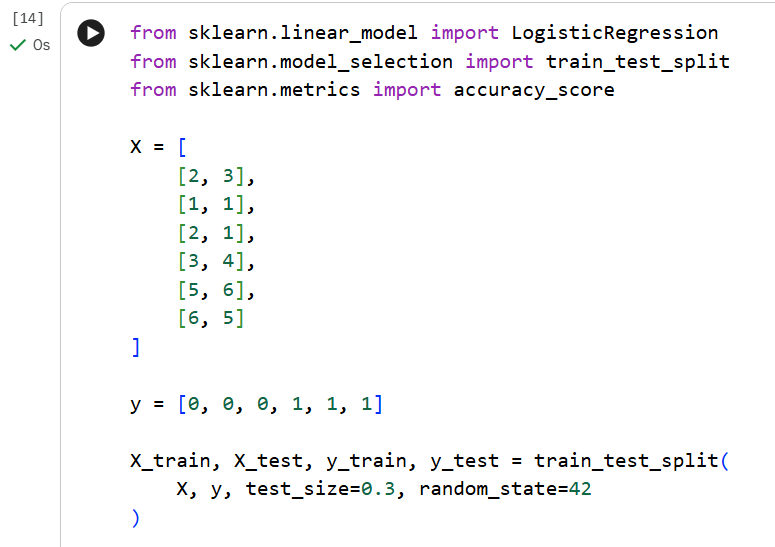 [14]
0s
from sklearn.linear_model import LogisticRegression
from sklearn.model_selection import train_test_split
from sklearn.metrics import accuracy_score

X = [
    [2, 3],
    [1, 1],
    [2, 1],
    [3, 4],
    [5, 6],
    [6, 5]
]

y = [0, 0, 0, 1, 1, 1]

X_train, X_test, y_train, y_test = train_test_split(
    X, y, test_size=0.3, random_state=42
)